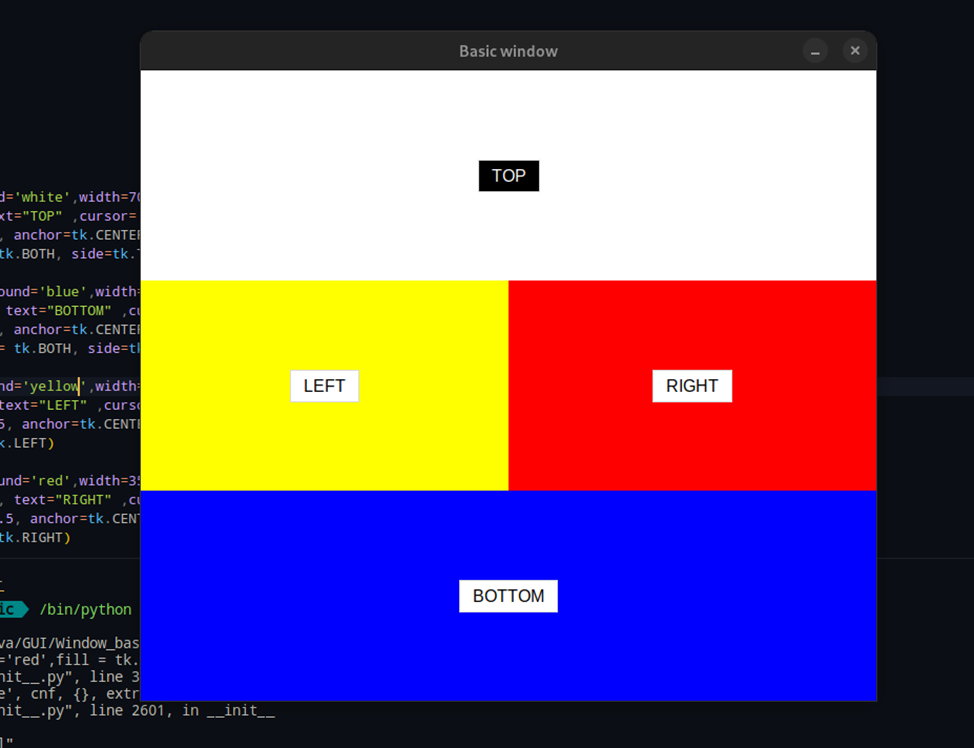 Basic window
TOP
d='white',width=70
xt="TOP" ,cursor=
, anchor=tk.CENTER
tk.BOTH, side=tk.T
LEFT
RIGHT
ound='blue',width=
text="BOTTOM" ,cu
, anchor=tk.CENTER
= tk.BOTH, side=tk
nd='yellow',width=
text="LEFT" ,curso
5, anchor=tk.CENTE
k.LEFT)
und='red',width=35
, text="RIGHT" ,cu
.5, anchor=tk.CENT
tk.RIGHT)
BOTTOM
ic /bin/python
va/GUI/Window_bas
='red',fill = tk.
nit__.py", line 3
e', cnf, {}, extr
nit__.py", line 2601, in __init__
]"